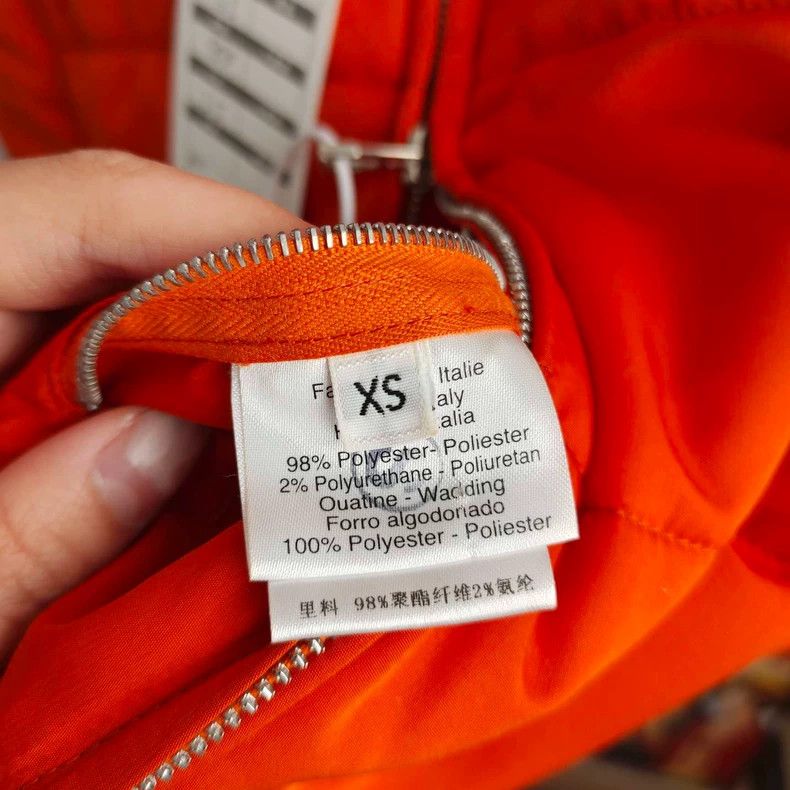 XS
Fa Italie
aly
H alia
98% Polyester- Poliester
2% Polyurethane - Poliuretan
Ouatine - Wadding
Forro algodonado
100% Polyester - Poliester
里料 98%聚酯纤维2%氨纶